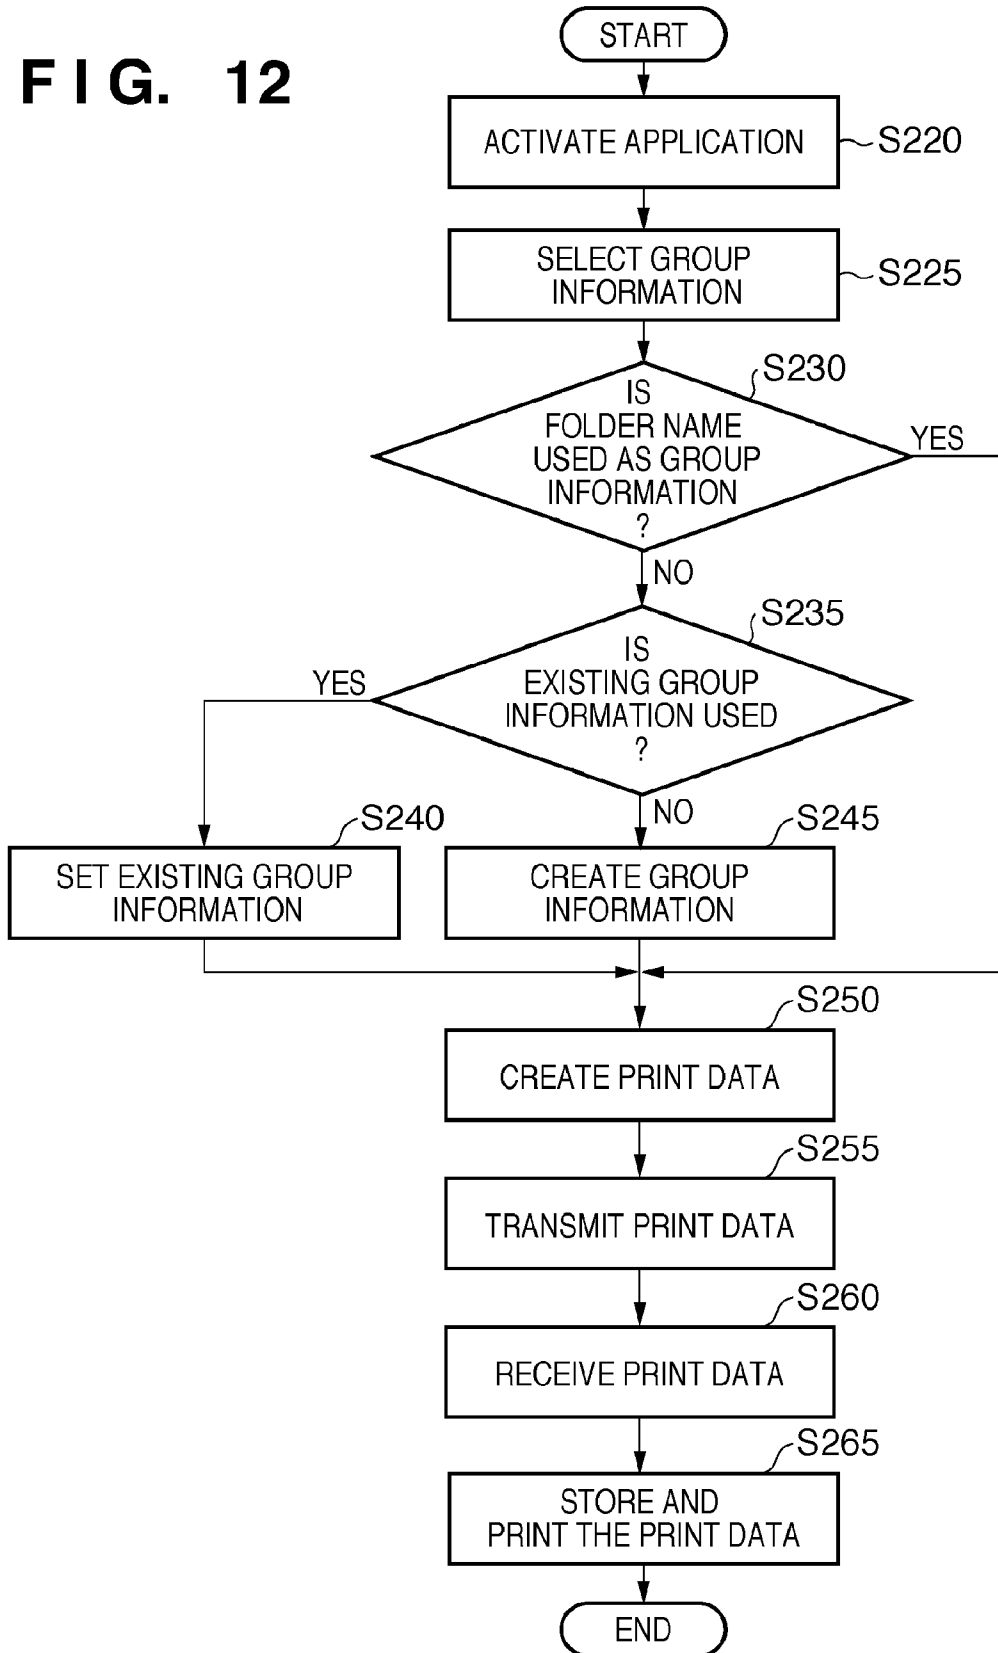 START
FIG. 12
ACTIVATE APPLICATION
S220
SELECT GROUP
INFORMATION
S225
S230
IS
FOLDER NAME
USED AS GROUP
INFORMATION
?
YES
NO
S235
IS
EXISTING GROUP
INFORMATION USED
?
YES
NO
S240
SET EXISTING GROUP
INFORMATION
S245
CREATE GROUP
INFORMATION
S250
CREATE PRINT DATA
S255
TRANSMIT PRINT DATA
S260
RECEIVE PRINT DATA
S265
STORE AND
PRINT THE PRINT DATA
END